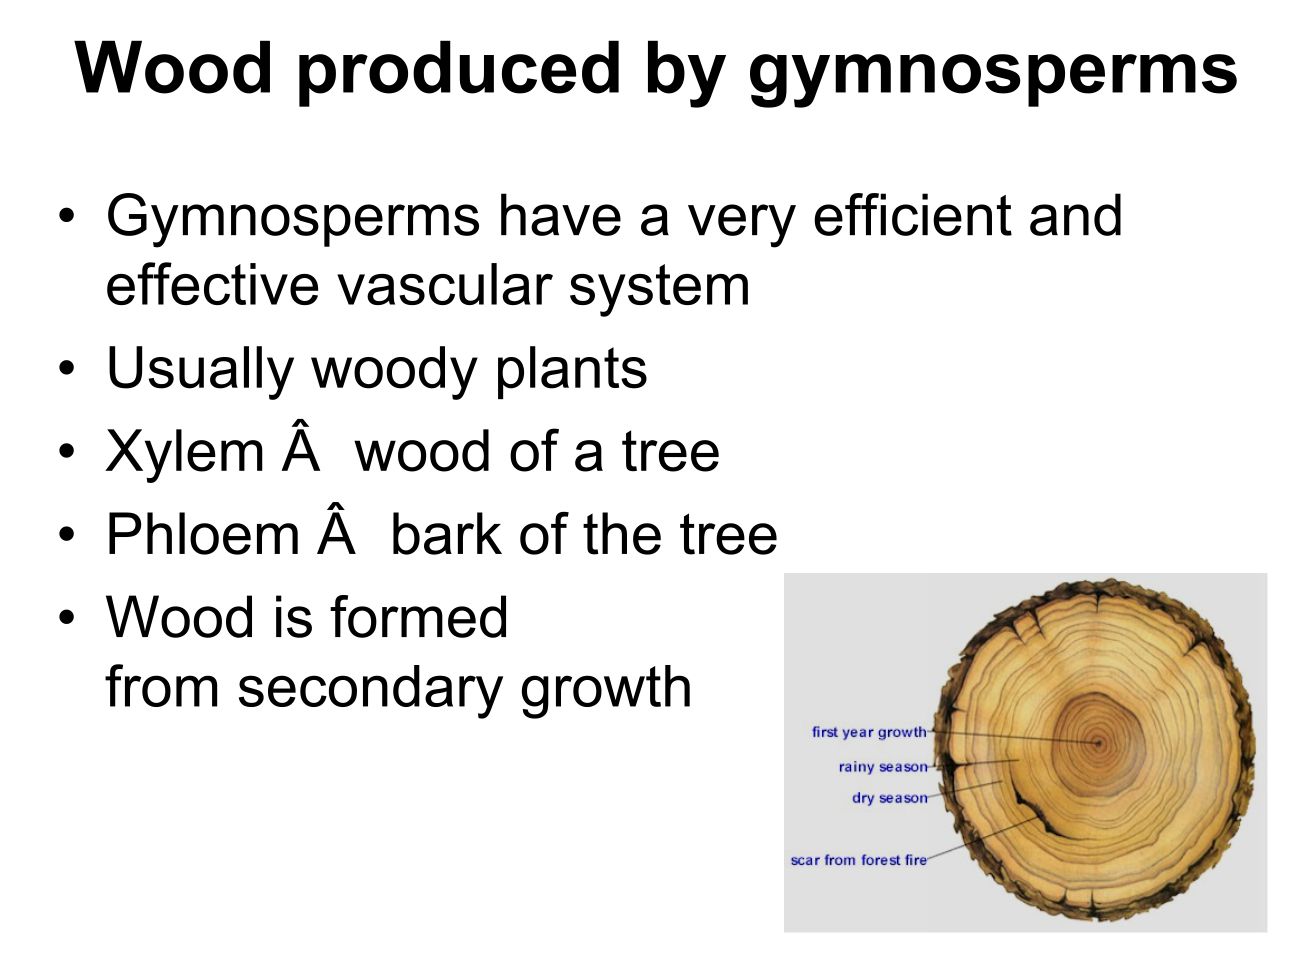 Wood produced by gymnosperms
• Gymnosperms have a very efficient and
effective vascular system
• Usually woody plants
• Xylem Â  wood of a tree
• Phloem Â  bark of the tree
• Wood is formed
from secondary growth
first year growth
rainy season
dry season
scar from forest fire